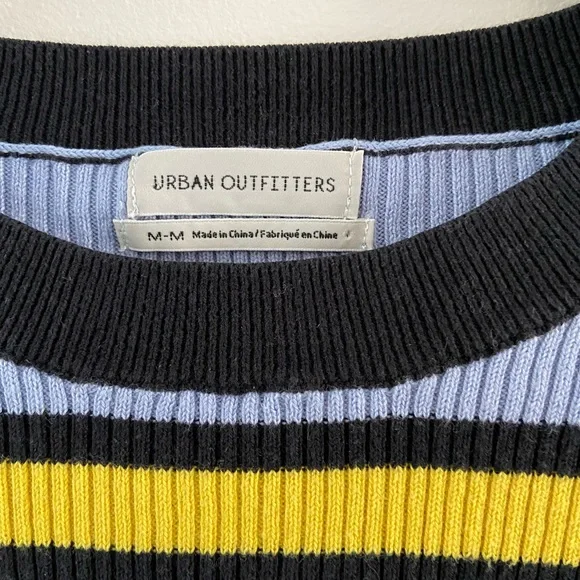 URBAN OUTFITTERS
M-M Made in China / Fabriqué en Chine